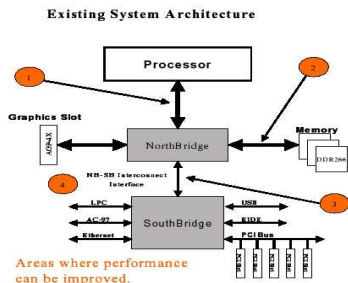 Existing System Architecture
Processor
1
2
Graphics Slot
AGP4X
NorthBridge
Memory
DDR266
4
NB-SB Interconnect
Interface
3
LPC
AC-97
Ethernet
SouthBridge
USB
EIDE
PCI Bus
Areas where performance
can be improved.